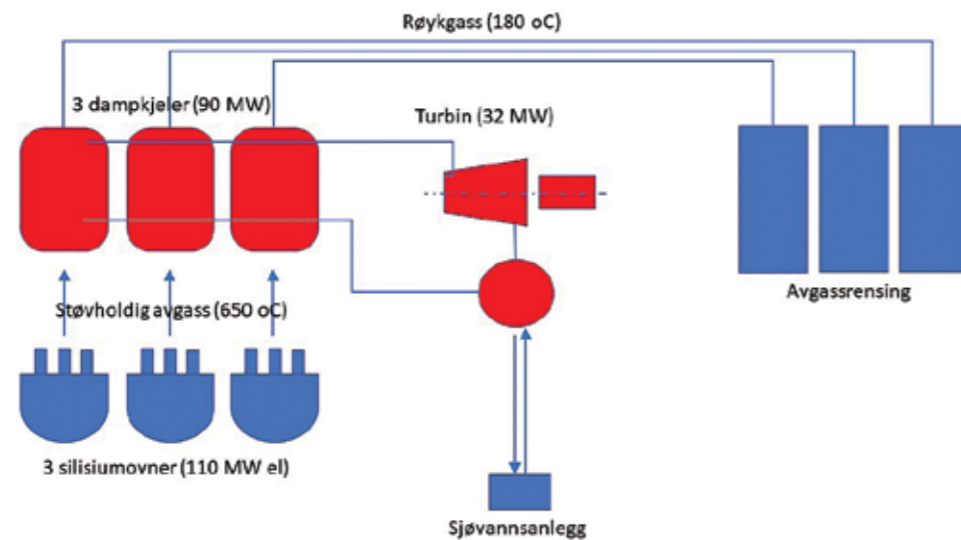 Røykgass (180 oC)
3 dampkjeler (90 MW)
Turbin (32 MW)
Avgassrensing
Støvholdig avgass (650 oC)
3 silisiumovner (110 MW el)
Sjøvannsanlegg